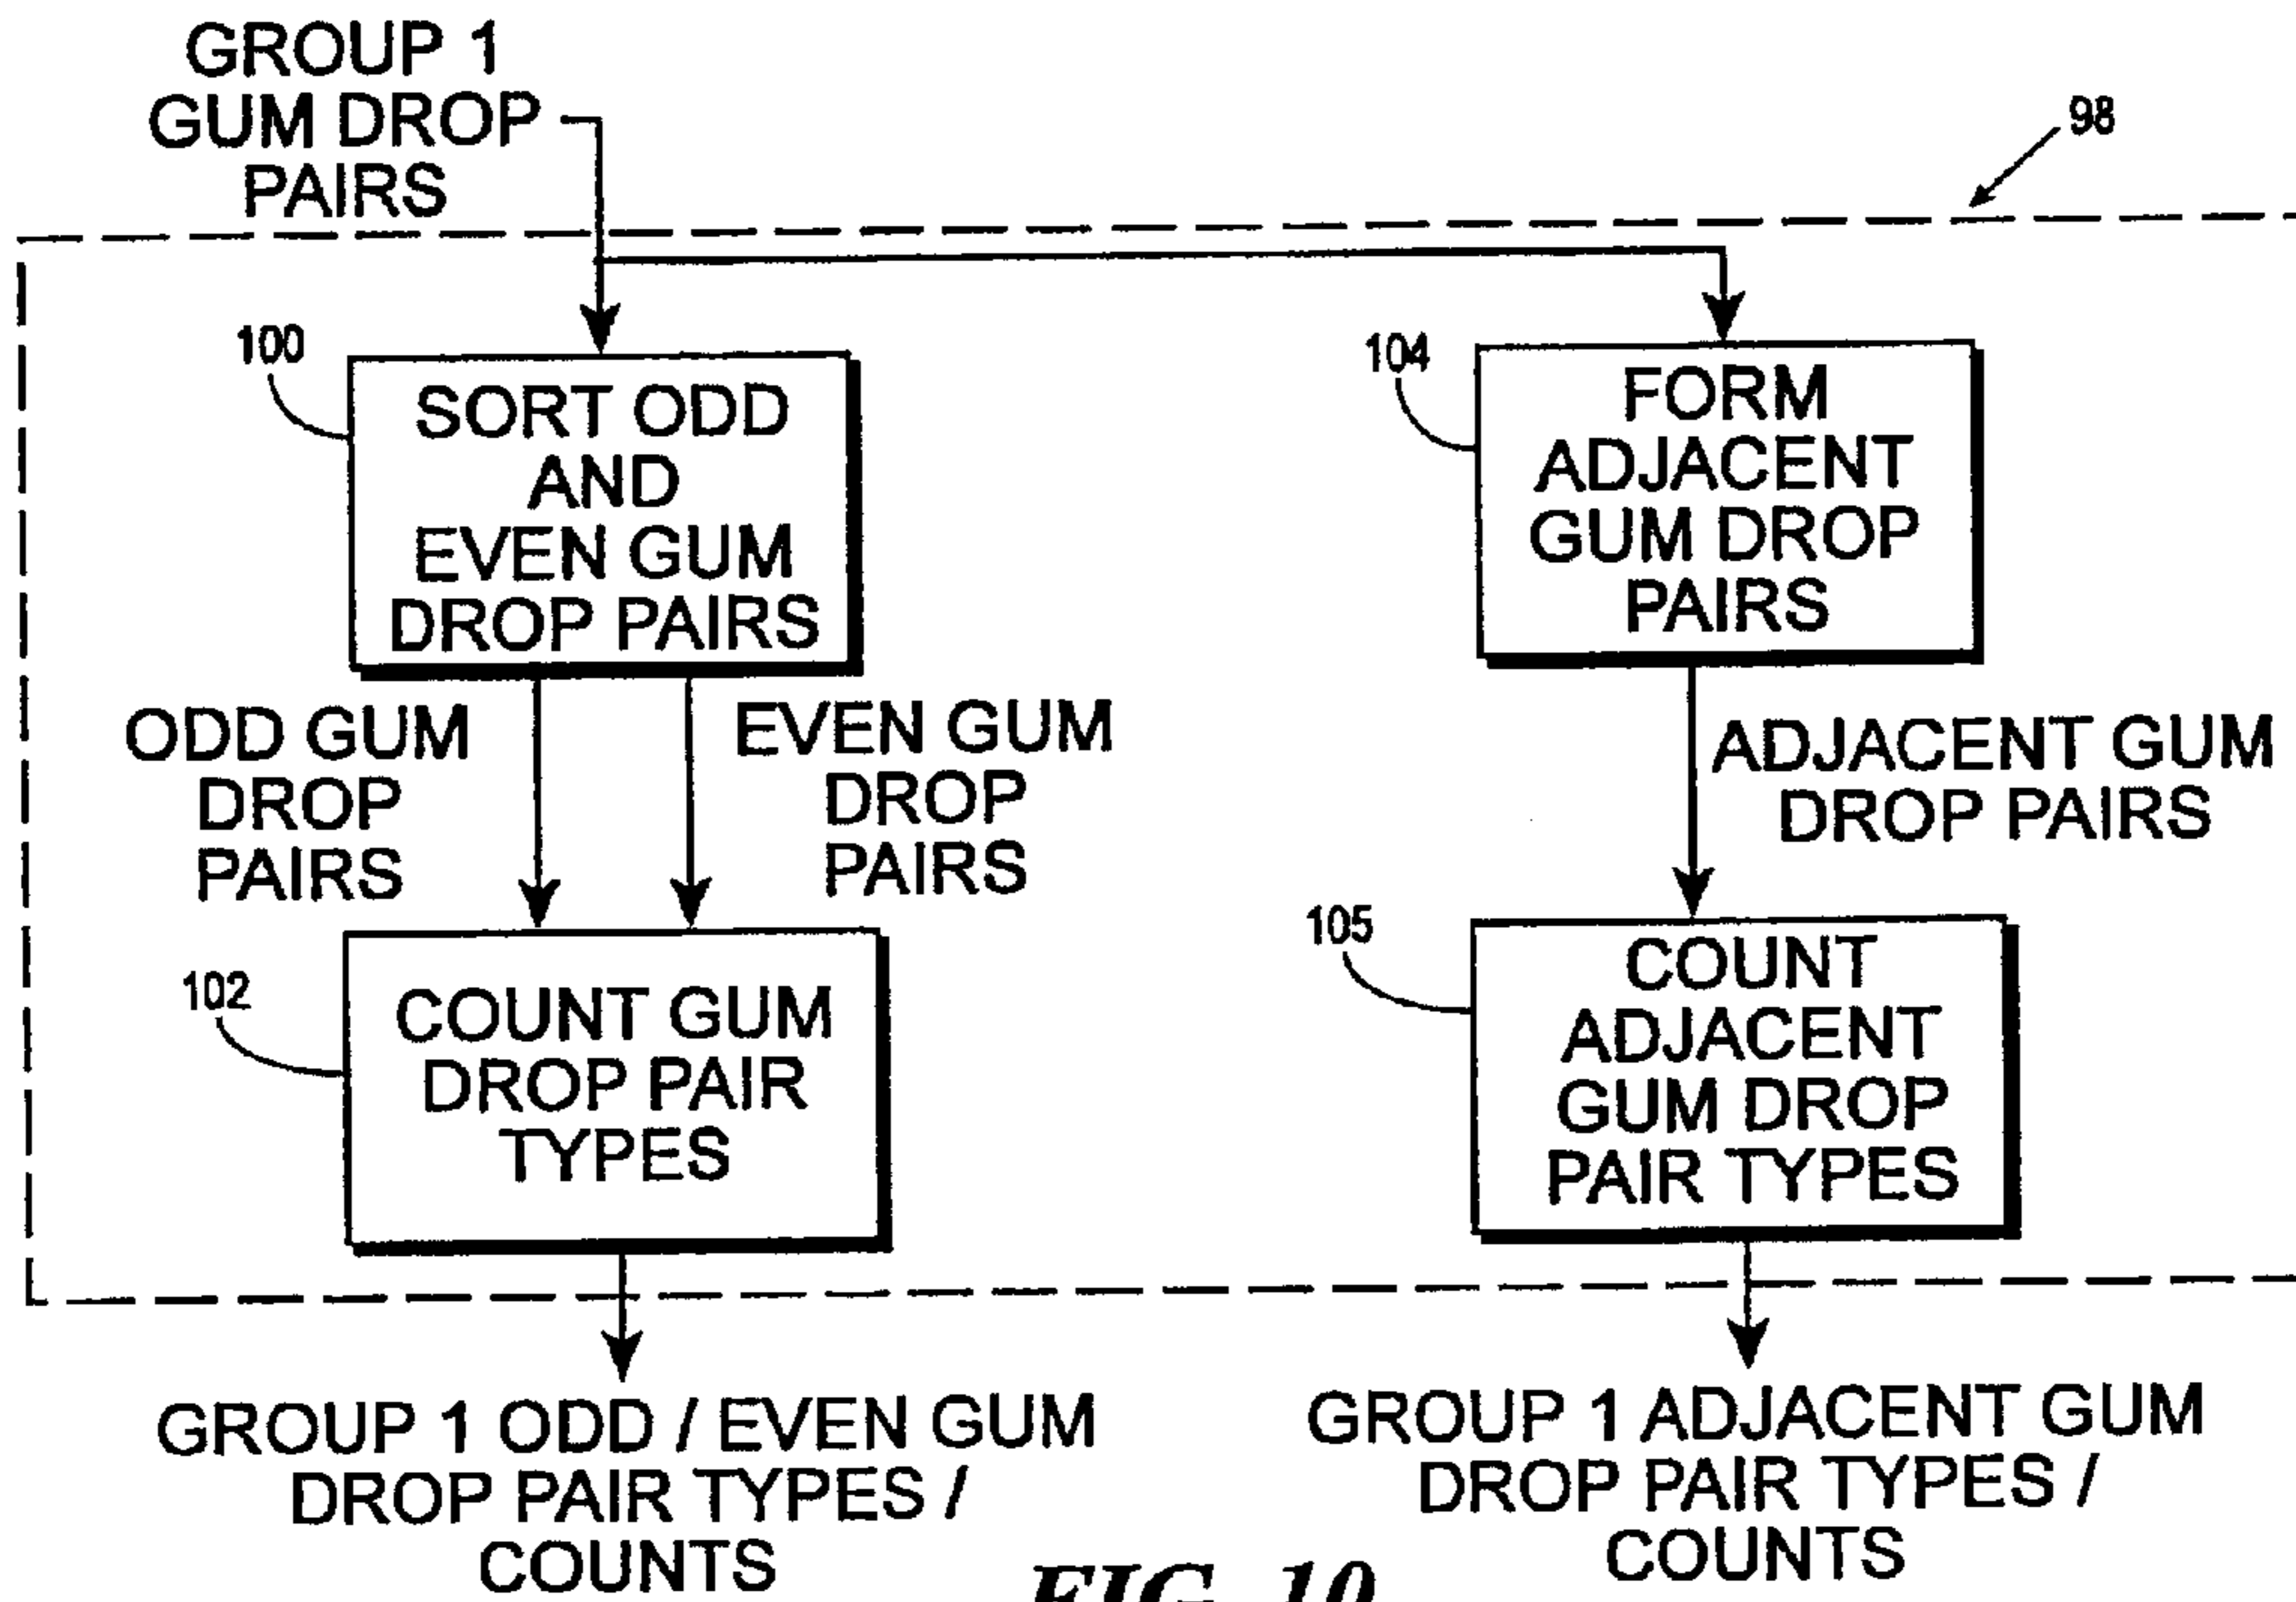 GROUP 1
GUM DROP
PAIRS
98
100
SORT ODD
AND
EVEN GUM
DROP PAIRS
104
FORM
ADJACENT
GUM DROP
PAIRS
ODD GUM
DROP
PAIRS
EVEN GUM
DROP
PAIRS
ADJACENT GUM
DROP PAIRS
102
COUNT GUM
DROP PAIR
TYPES
105
COUNT
ADJACENT
GUM DROP
PAIR TYPES
GROUP 1 ODD / EVEN GUM
DROP PAIR TYPES /
COUNTS
GROUP 1 ADJACENT GUM
DROP PAIR TYPES /
COUNTS
FIG. 10